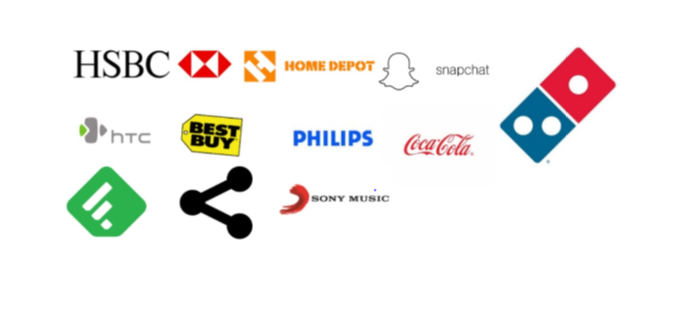 HSBC
HOME DEPOT
snapchat
hTC
BEST
BUY
PHILIPS
Coca-Cola
SONY MUSIC